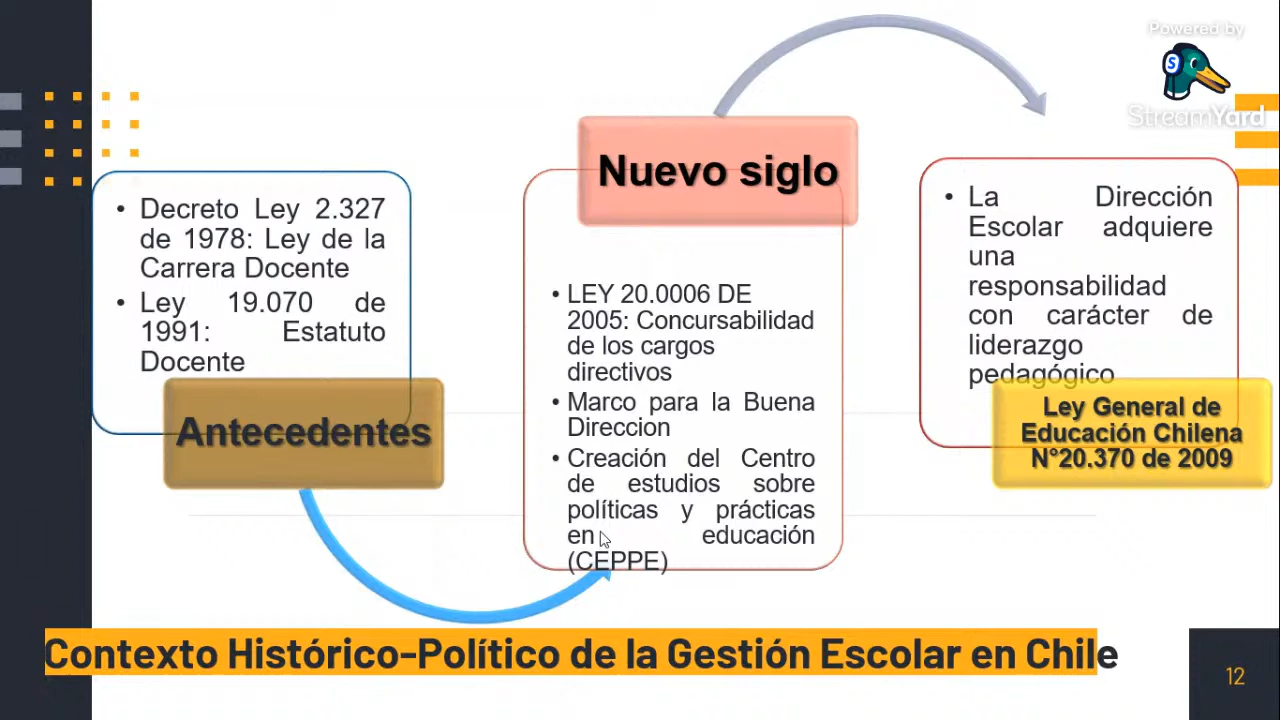 Powered by
StreamYard
• Decreto Ley 2.327
de 1978: Ley de la
Carrera Docente
• Ley 19.070 de
1991: Estatuto
Docente
Antecedentes
Nuevo siglo
• LEY 20.0006 DE
2005: Concursabilidad
de los cargos
directivos
• Marco para la Buena
Direccion
• Creación del Centro
de estudios sobre
políticas y prácticas
en educación
(CEPPE)
• La Dirección
Escolar adquiere
una
responsabilidad
con carácter de
liderazgo
pedagógico
Ley General de
Educación Chilena
N°20.370 de 2009
Contexto Histórico-Político de la Gestión Escolar en Chile
12